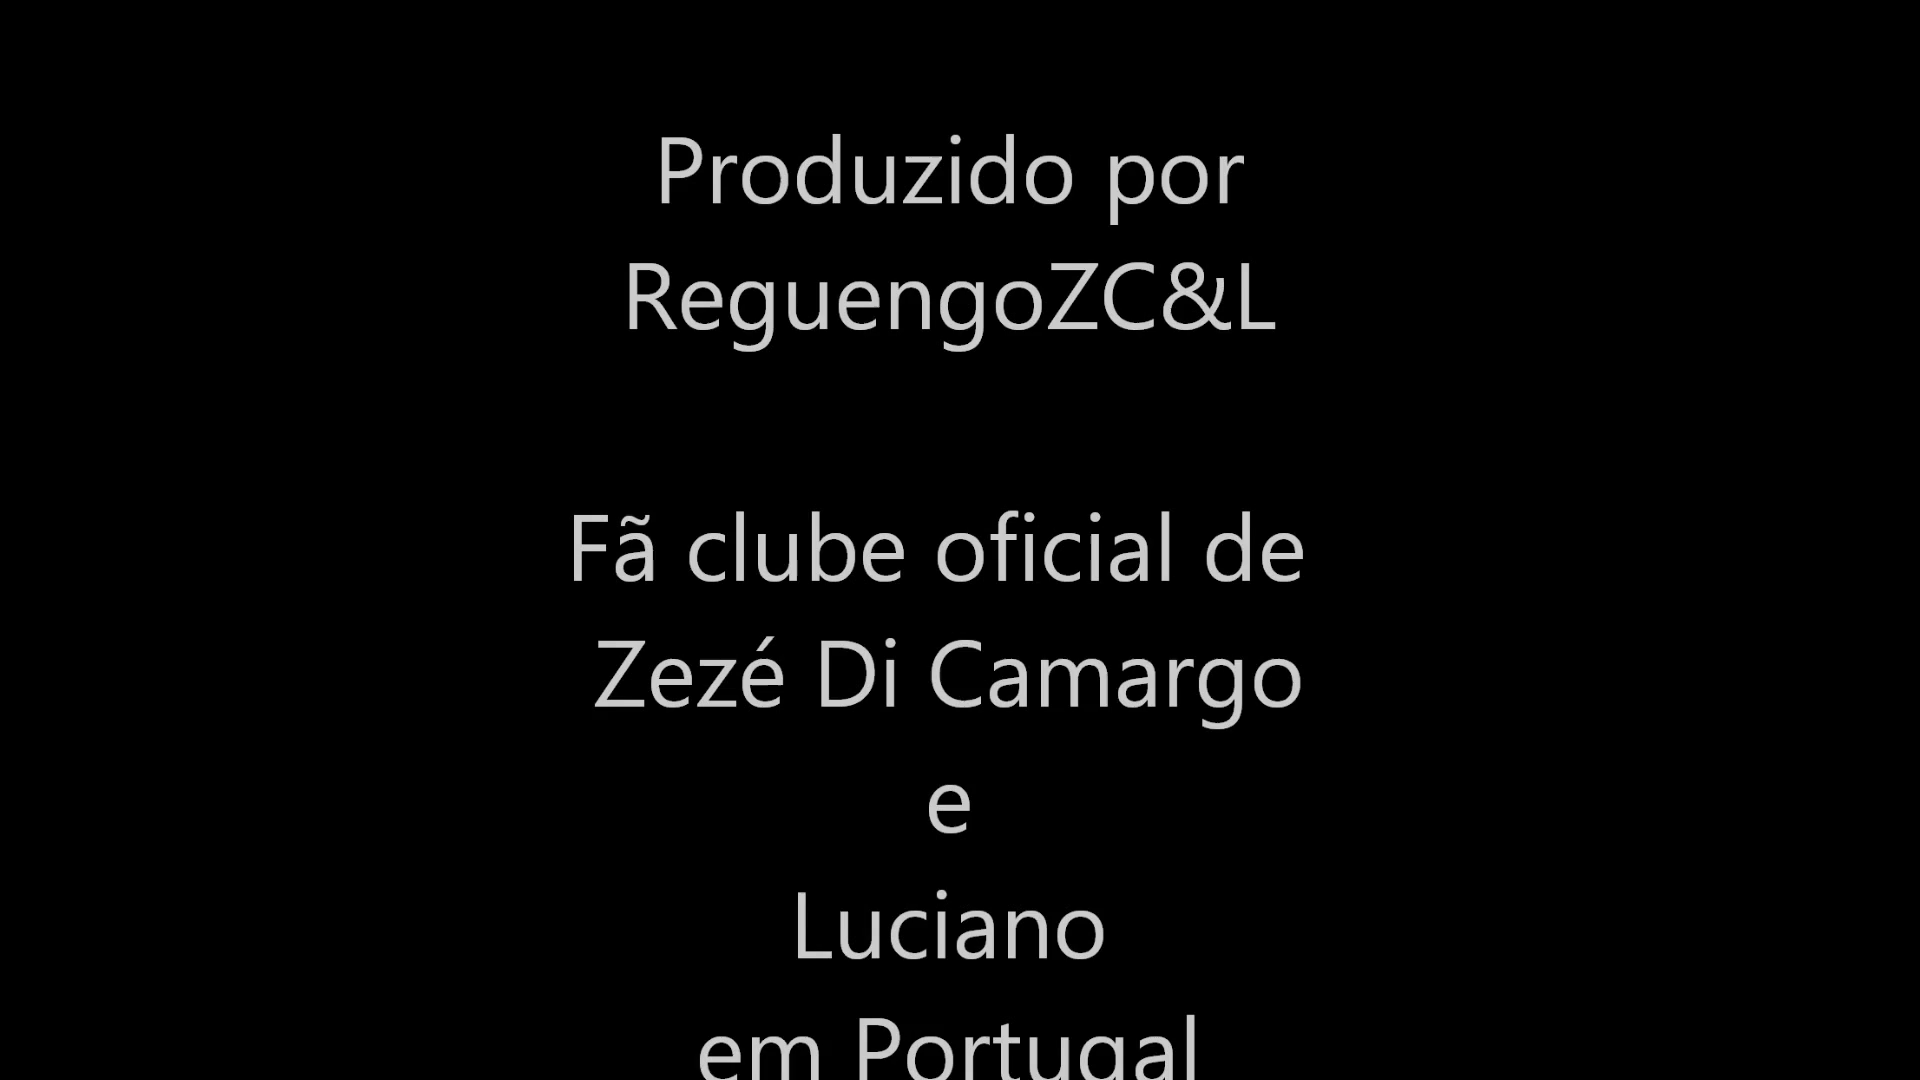 Produzido por
ReguengoZC&L
Fã clube oficial de
Zezé Di Camargo
e
Luciano
em Portugal